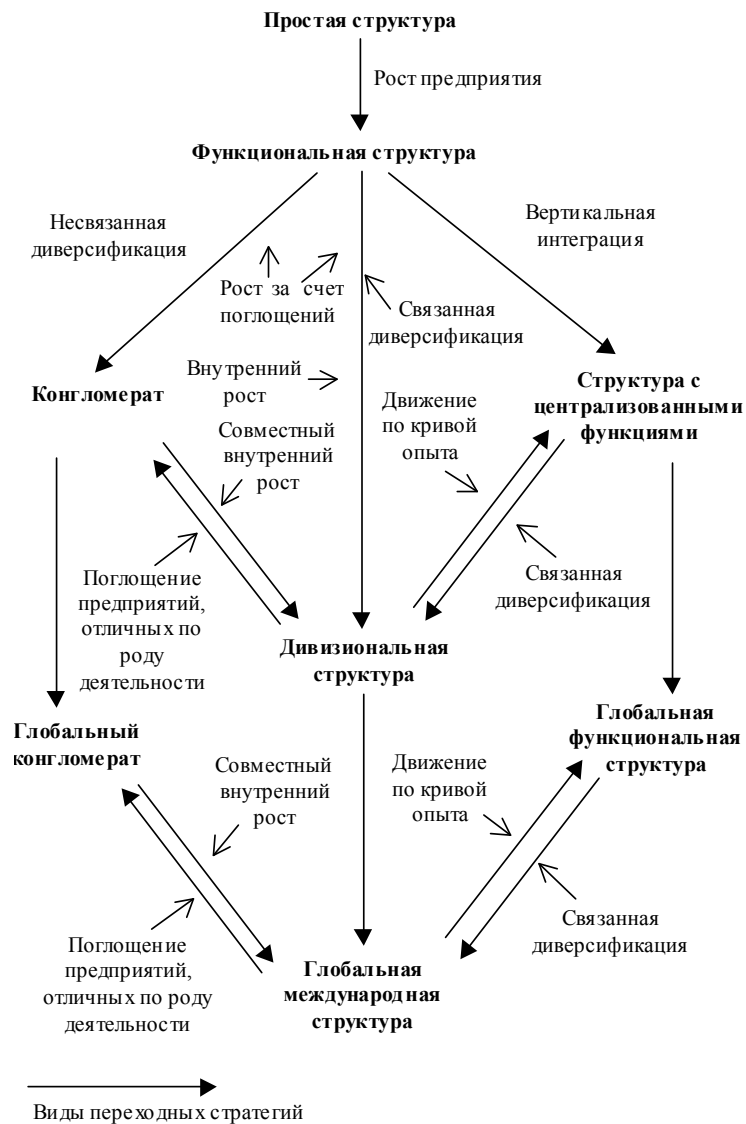 Простая структура
Рост предприятия
Функциональная структура
Несвязанная
диверсификация
Вертикальная
интеграция
Рост за счет
поглощений
Связанная
диверсификация
Внутренний
рост
Конгломерат
Движение
по кривой
опыта
Структура с
централизованными
функциями
Совместный
внутренний
рост
Поглощение
предприятий,
отличных по
роду
деятельности
Связанная
диверсификация
Дивизиональная
структура
Глобальный
конгломерат
Глобальная
функциональная
структура
Совместный
внутренний
рост
Движение
по кривой
опыта
Поглощение
предприятий,
отличных по роду
деятельности
Связанная
диверсификация
Глобальная
международная
структура
Виды переходных стратегий